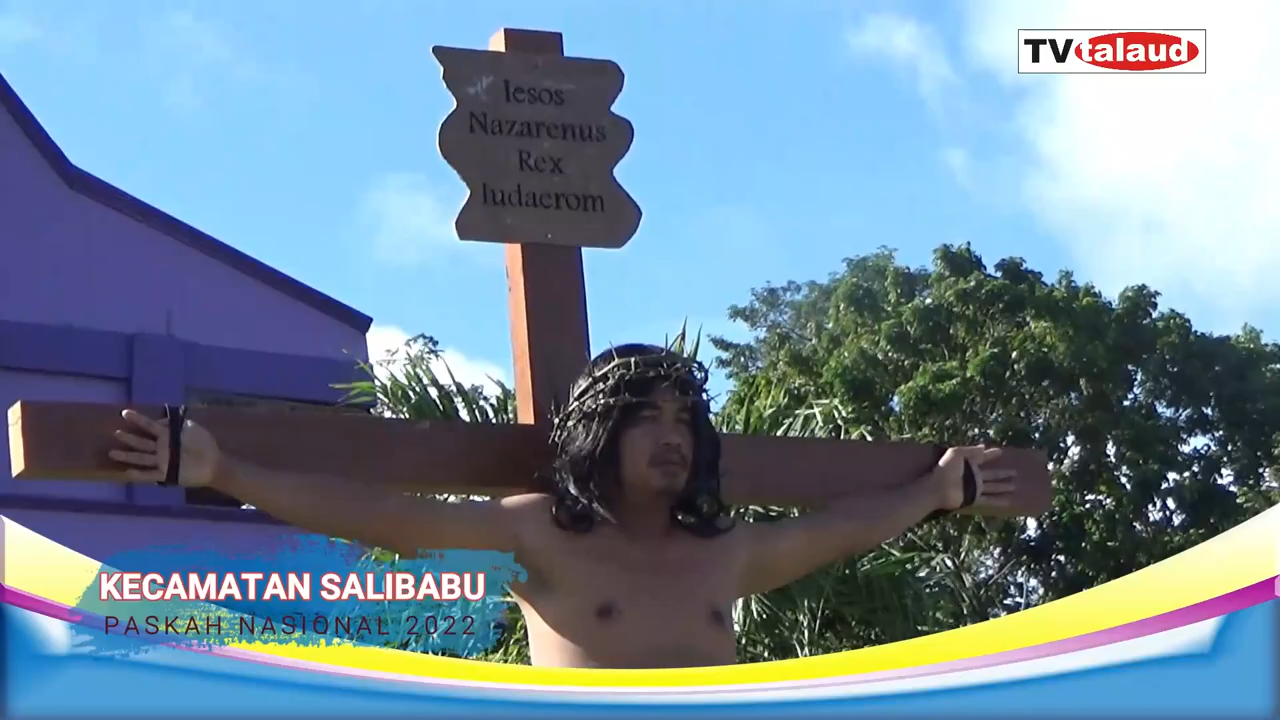 TVtalaud
Iesos
Nazarenus
Rex
Iudaerom
KECAMATAN SALIBABU
PASKAH NASIONAL 2022